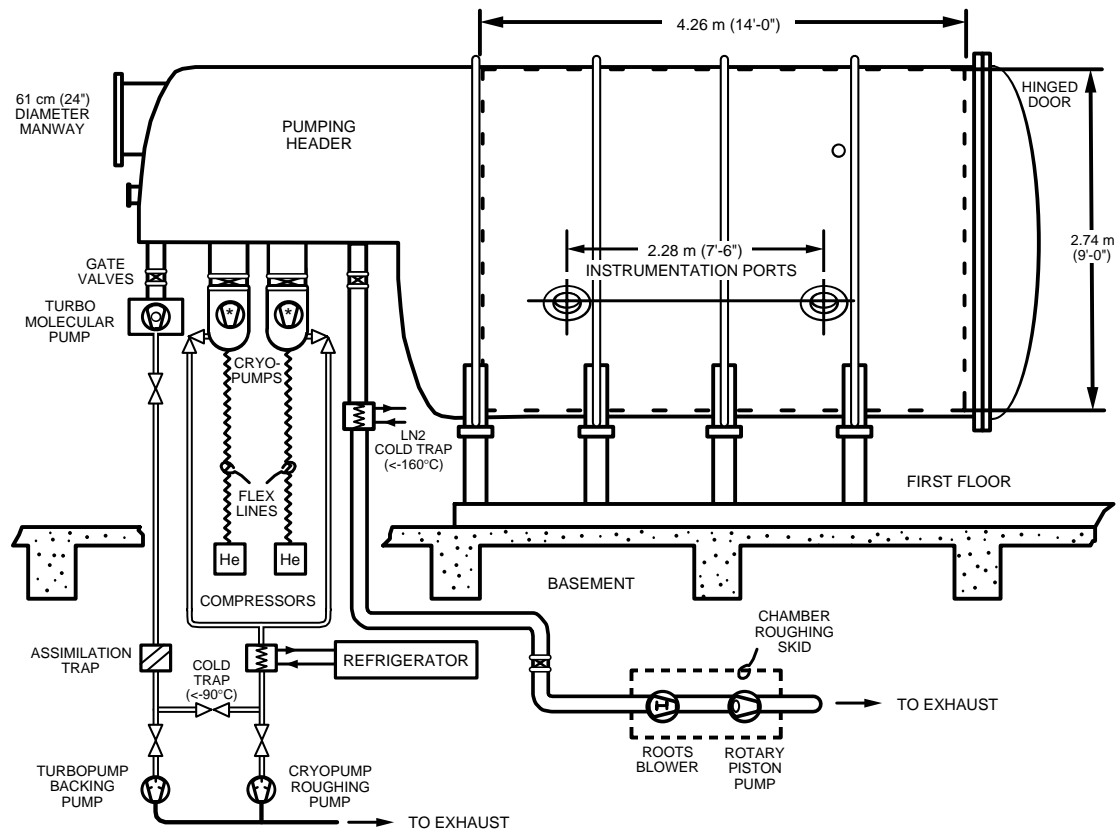 4.26 m (14'-0")
61 cm (24")
DIAMETER
MANWAY
PUMPING
HEADER
HINGED
DOOR
2.74 m
(9'-0")
2.28 m (7'-6")
INSTRUMENTATION PORTS
GATE
VALVES
TURBO
MOLECULAR
PUMP
*
*
CRYO-
PUMPS
LN2
COLD TRAP
(<-160°C)
FLEX
LINES
FIRST FLOOR
He
He
BASEMENT
COMPRESSORS
CHAMBER
ROUGHING
SKID
ASSIMILATION
TRAP
COLD
TRAP
(<-90°C)
REFRIGERATOR
TO EXHAUST
ROOTS
BLOWER
ROTARY
PISTON
PUMP
TURBOPUMP
BACKING
PUMP
CRYOPUMP
ROUGHING
PUMP
TO EXHAUST